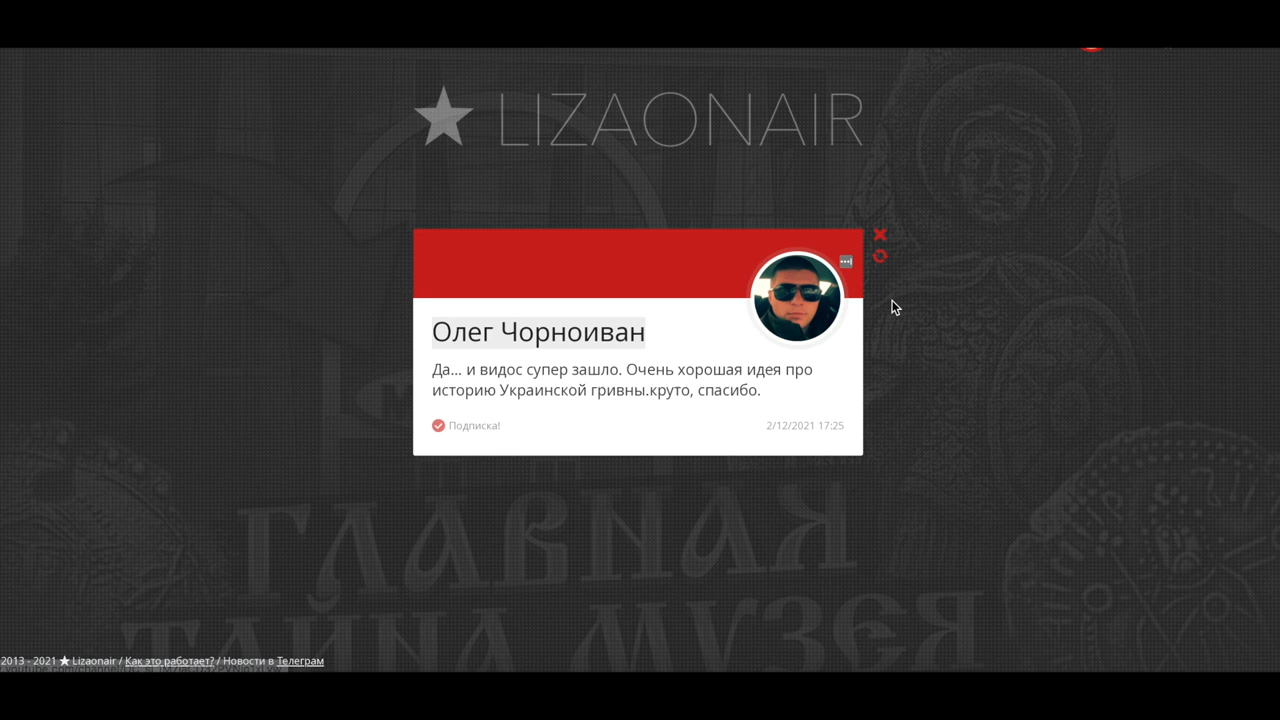 ★ LIZAONAIR
Олег Чорноиван
Да... и видос супер зашло. Очень хорошая идея про
историю Украинской гривны.круто, спасибо.
Подписка!
2/12/2021 17:25
ГЛАВНАЯ
ТАЙНА МУЗЕЯ
2013 - 2021 ★ Lizaonair / Как это работает? / Новости в Телеграм